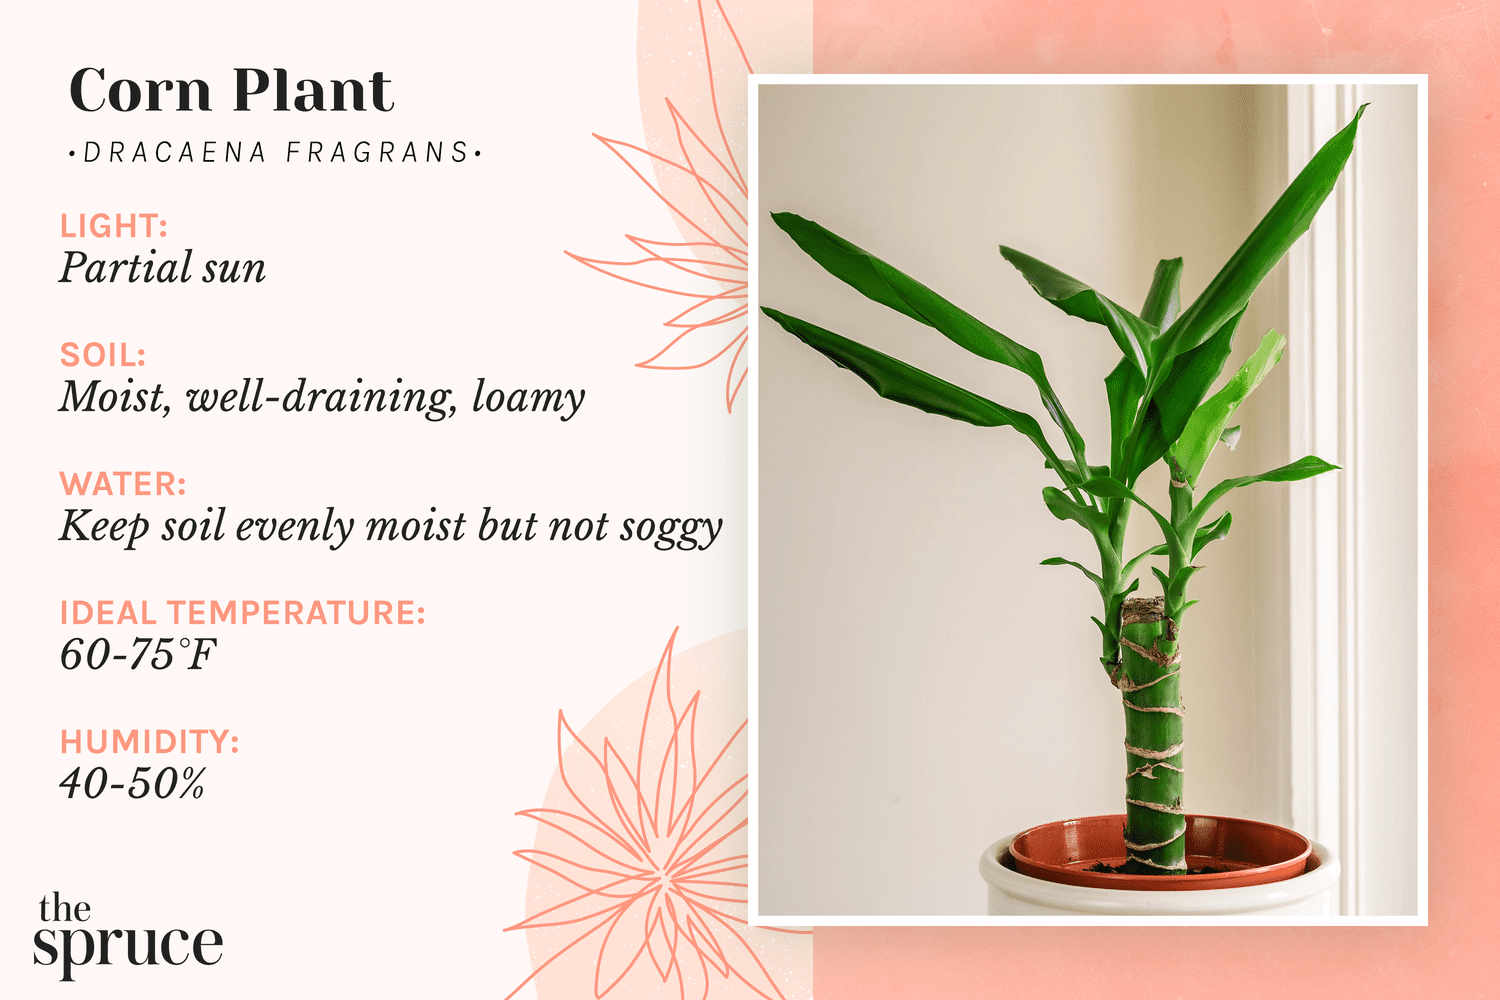 Corn Plant
•DRACAENA FRAGRANS•
LIGHT:
Partial sun
SOIL:
Moist, well-draining, loamy
WATER:
Keep soil evenly moist but not soggy
IDEAL TEMPERATURE:
60-75°F
HUMIDITY:
40-50%
the
spruce